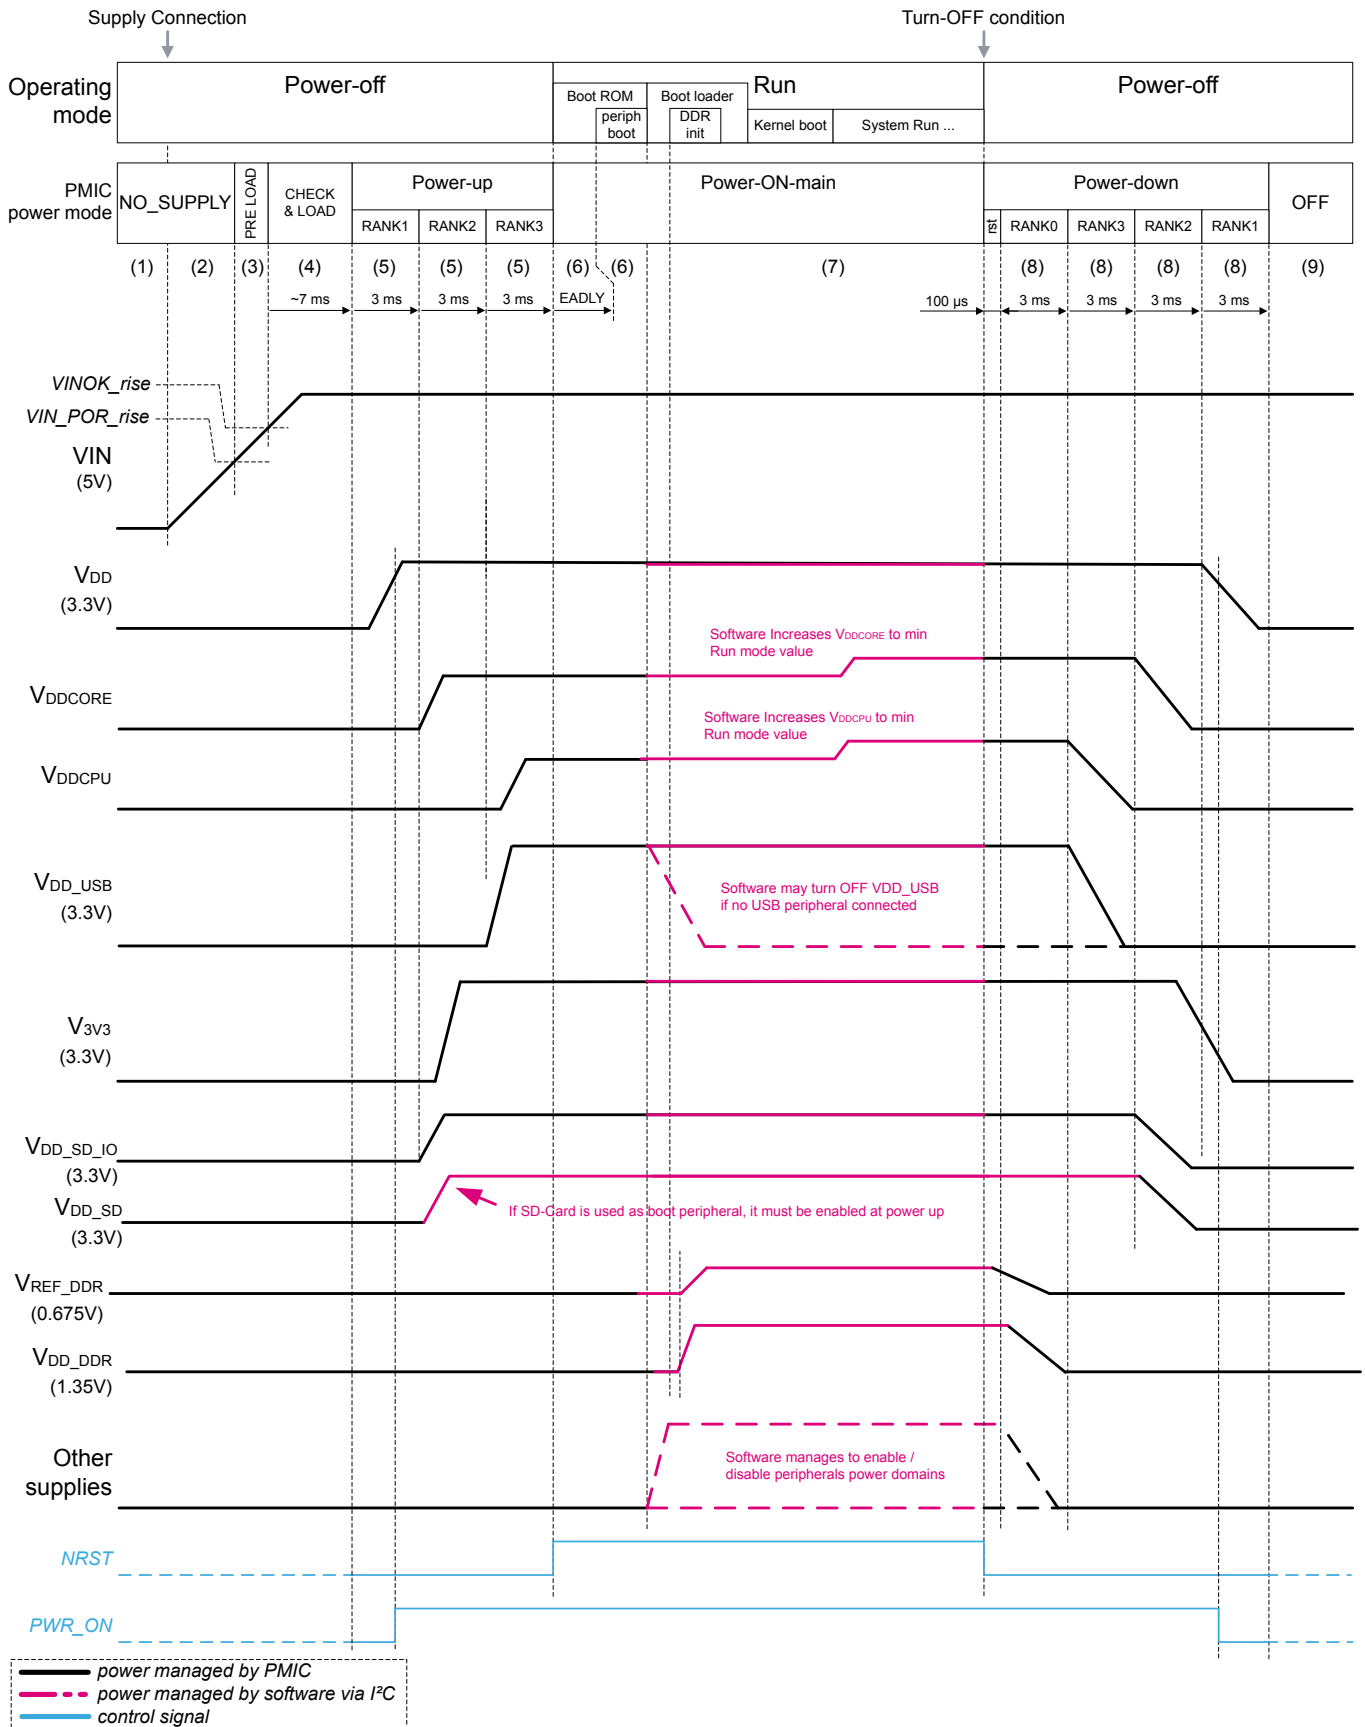 Supply Connection
Turn-OFF condition
Operating
mode
Power-off
Run
Power-off
Boot ROM
periph
boot
Boot loader
DDR
init
Kernel boot
System Run ...
PMIC
power mode
NO_SUPPLY
PRE LOAD
CHECK
& LOAD
Power-up
RANK1
RANK2
RANK3
Power-ON-main
Power-down
rst
RANK0
RANK3
RANK2
RANK1
OFF
(1)
(2)
(3)
(4)
(5)
(5)
(5)
(6)
(6)
(7)
(8)
(8)
(8)
(8)
(9)
~7 ms
3 ms
3 ms
3 ms
EADLY
100 µs
3 ms
3 ms
3 ms
3 ms
VINOK_rise
VIN_POR_rise
VIN
(5V)
VDD
(3.3V)
Software Increases VDDCORE to min
Run mode value
VDDCORE
Software Increases VDDCPU to min
Run mode value
VDDCPU
VDD_USB
(3.3V)
Software may turn OFF VDD_USB
if no USB peripheral connected
V3V3
(3.3V)
VDD_SD_IO
(3.3V)
VDD_SD
(3.3V)
If SD-Card is used as boot peripheral, it must be enabled at power up
VREF_DDR
(0.675V)
VDD_DDR
(1.35V)
Other
supplies
Software manages to enable /
disable peripherals power domains
NRST
PWR_ON
power managed by PMIC
power managed by software via I²C
control signal